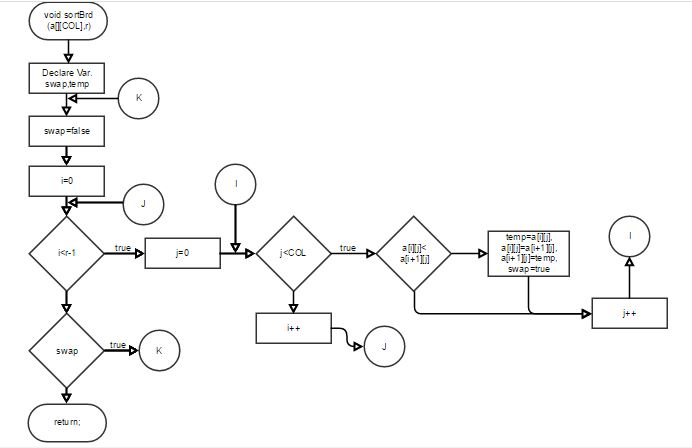 void sortBrd
(a[][COL],r)
Declare Var.
swap,temp
K
swap=false
i=0
J
I
i<r-1
true
j=0
j<COL
true
a[i][j]<
a[i+1][j]
temp=a[i][j],
a[i][j]=a[i+1][j],
a[i+1][j]=temp,
swap=true
I
j++
i++
J
swap
true
K
return;